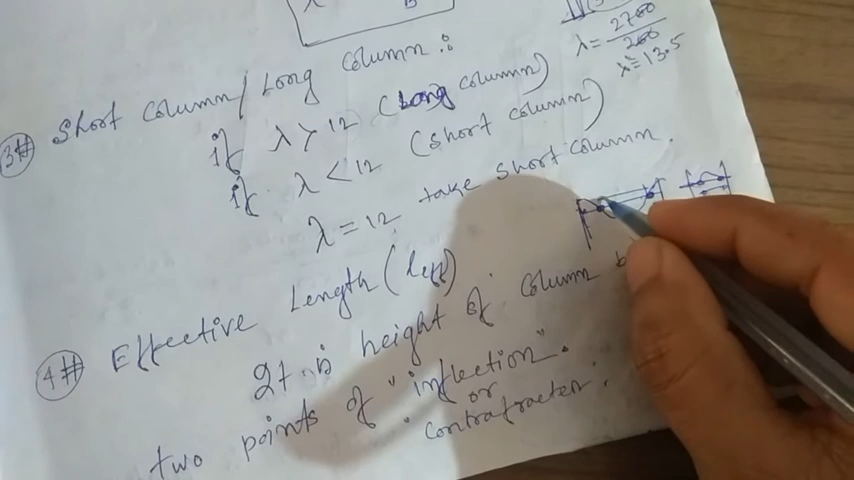 λ B
λ = 2700
200
λ = 13.5
3# Short column/Long column:
if λ > 12 (Long column)
if λ < 12 (Short column)
λ = 12 take short column.
4# Effective Length (Leff)
It is height of column b
two points of "inflection".
or
contrafracter.